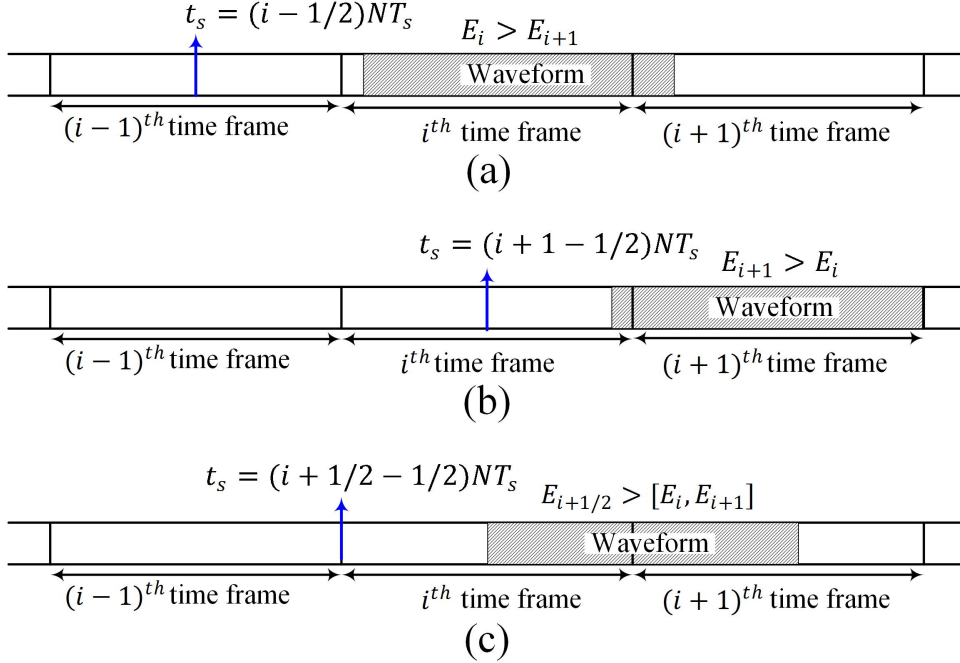 t_s = (i − 1/2)NT_s
E_i > E_{i+1}
Waveform
(i − 1)^{th} time frame
i^{th} time frame
(i + 1)^{th} time frame
(a)
t_s = (i + 1 − 1/2)NT_s
E_{i+1} > E_i
Waveform
(i − 1)^{th} time frame
i^{th} time frame
(i + 1)^{th} time frame
(b)
t_s = (i + 1/2 − 1/2)NT_s
E_{i+1/2} > [E_i, E_{i+1}]
Waveform
(i − 1)^{th} time frame
i^{th} time frame
(i + 1)^{th} time frame
(c)